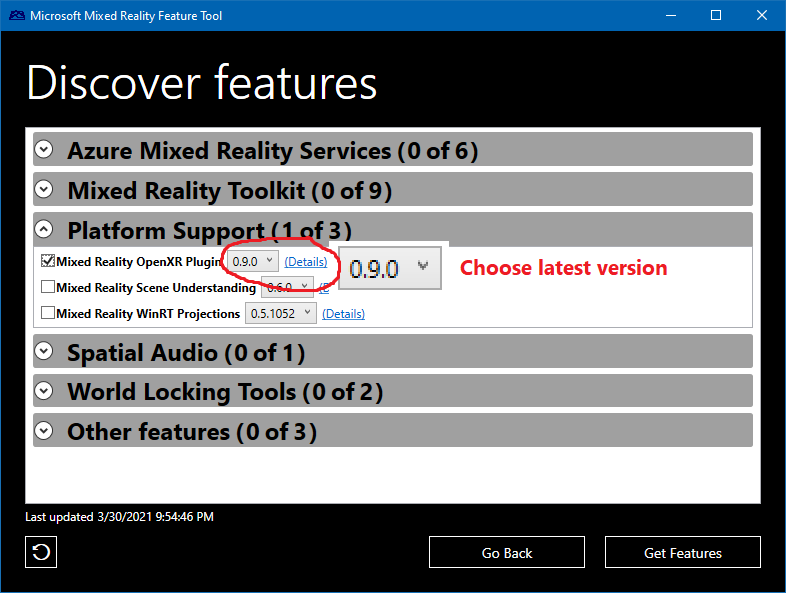 Microsoft Mixed Reality Feature Tool
Discover features
Azure Mixed Reality Services (0 of 6)
Mixed Reality Toolkit (0 of 9)
Platform Support (1 of 3)
Mixed Reality OpenXR Plugin 0.9.0 (Details)
0.9.0 Choose latest version
Mixed Reality Scene Understanding 0.6.0
Mixed Reality WinRT Projections 0.5.1052 (Details)
Spatial Audio (0 of 1)
World Locking Tools (0 of 2)
Other features (0 of 3)
Last updated 3/30/2021 9:54:46 PM
Go Back Get Features